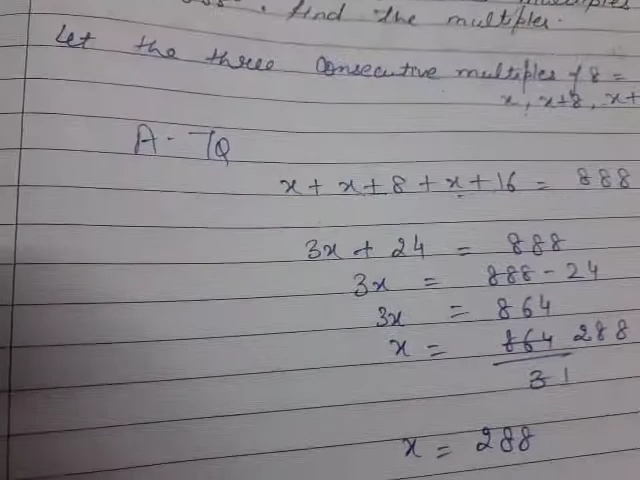 . find the multiples.
Let the three consecutive multiples of 8 =
x, x+8, x+
A - TQ
x + x + 8 + x + 16 = 888
3x + 24 = 888
3x = 888 - 24
3x = 864
x = 864 288
3 1
x = 288